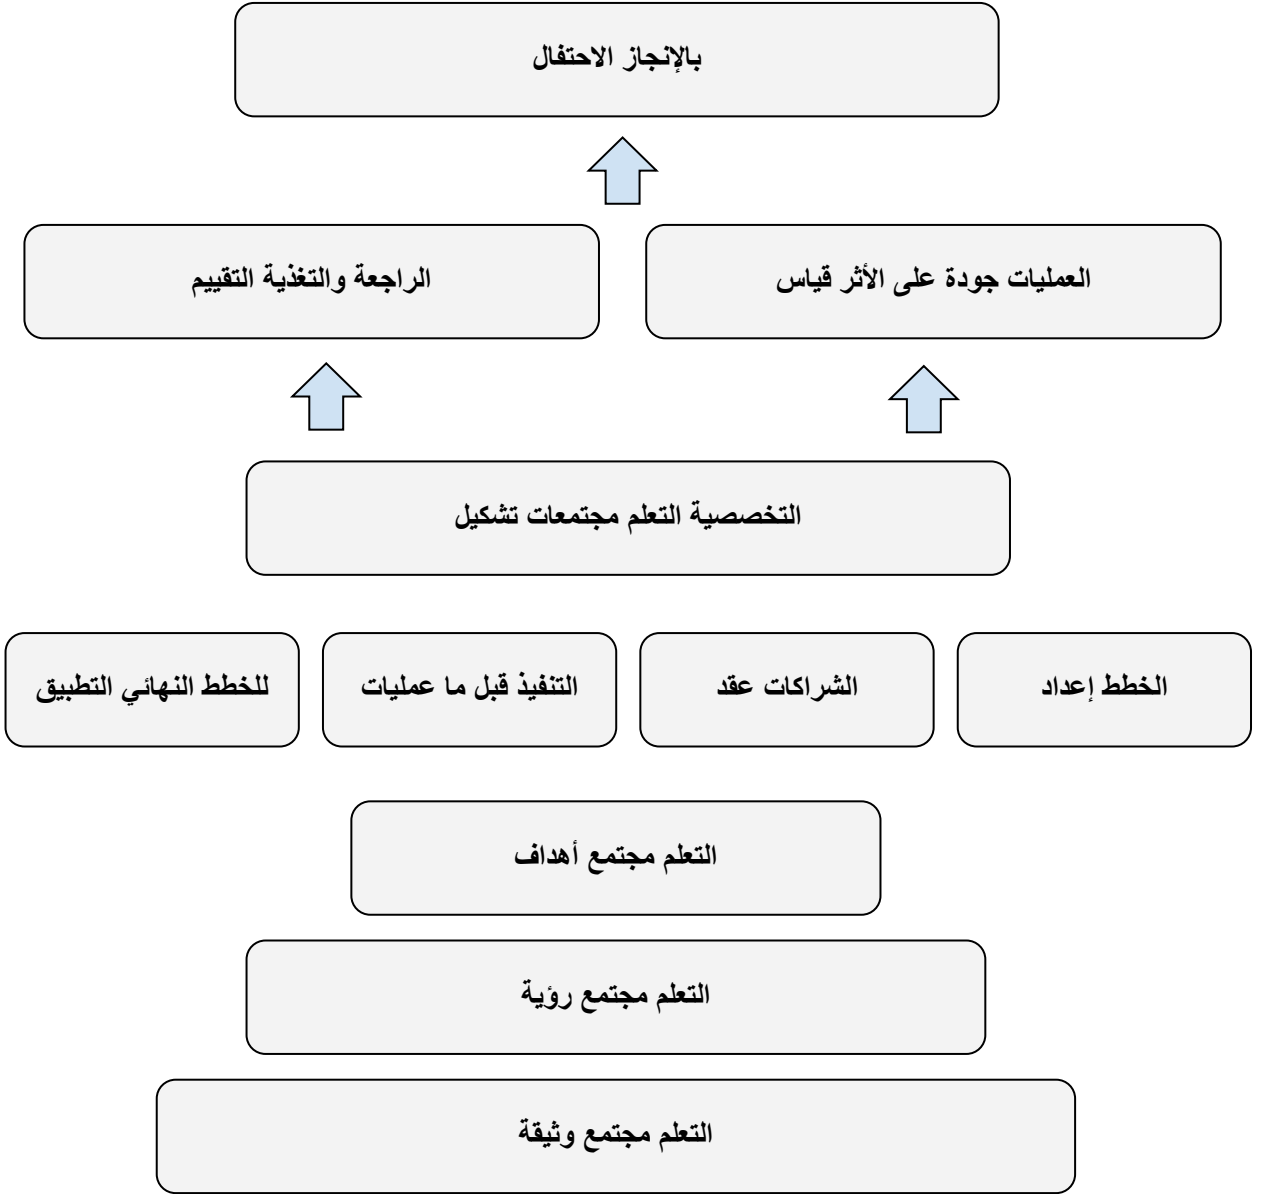 بالإنجاز الاحتفال
العمليات جودة على الأثر قياس
الراجعة والتغذية التقييم
التخصصية التعلم مجتمعات تشكيل
الخطط إعداد
الشراكات عقد
التنفيذ قبل ما عمليات
للخطط النهائي التطبيق
التعلم مجتمع أهداف
التعلم مجتمع رؤية
التعلم مجتمع وثيقة